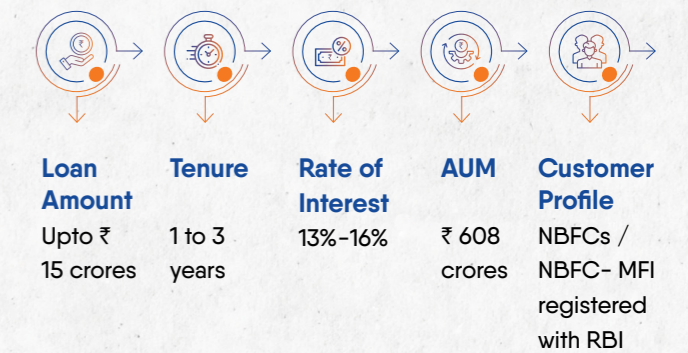 Loan
Amount
Upto ₹
15 crores
Tenure
1 to 3
years
Rate of
Interest
13%-16%
AUM
₹ 608
crores
Customer
Profile
NBFCs /
NBFC- MFI
registered
with RBI